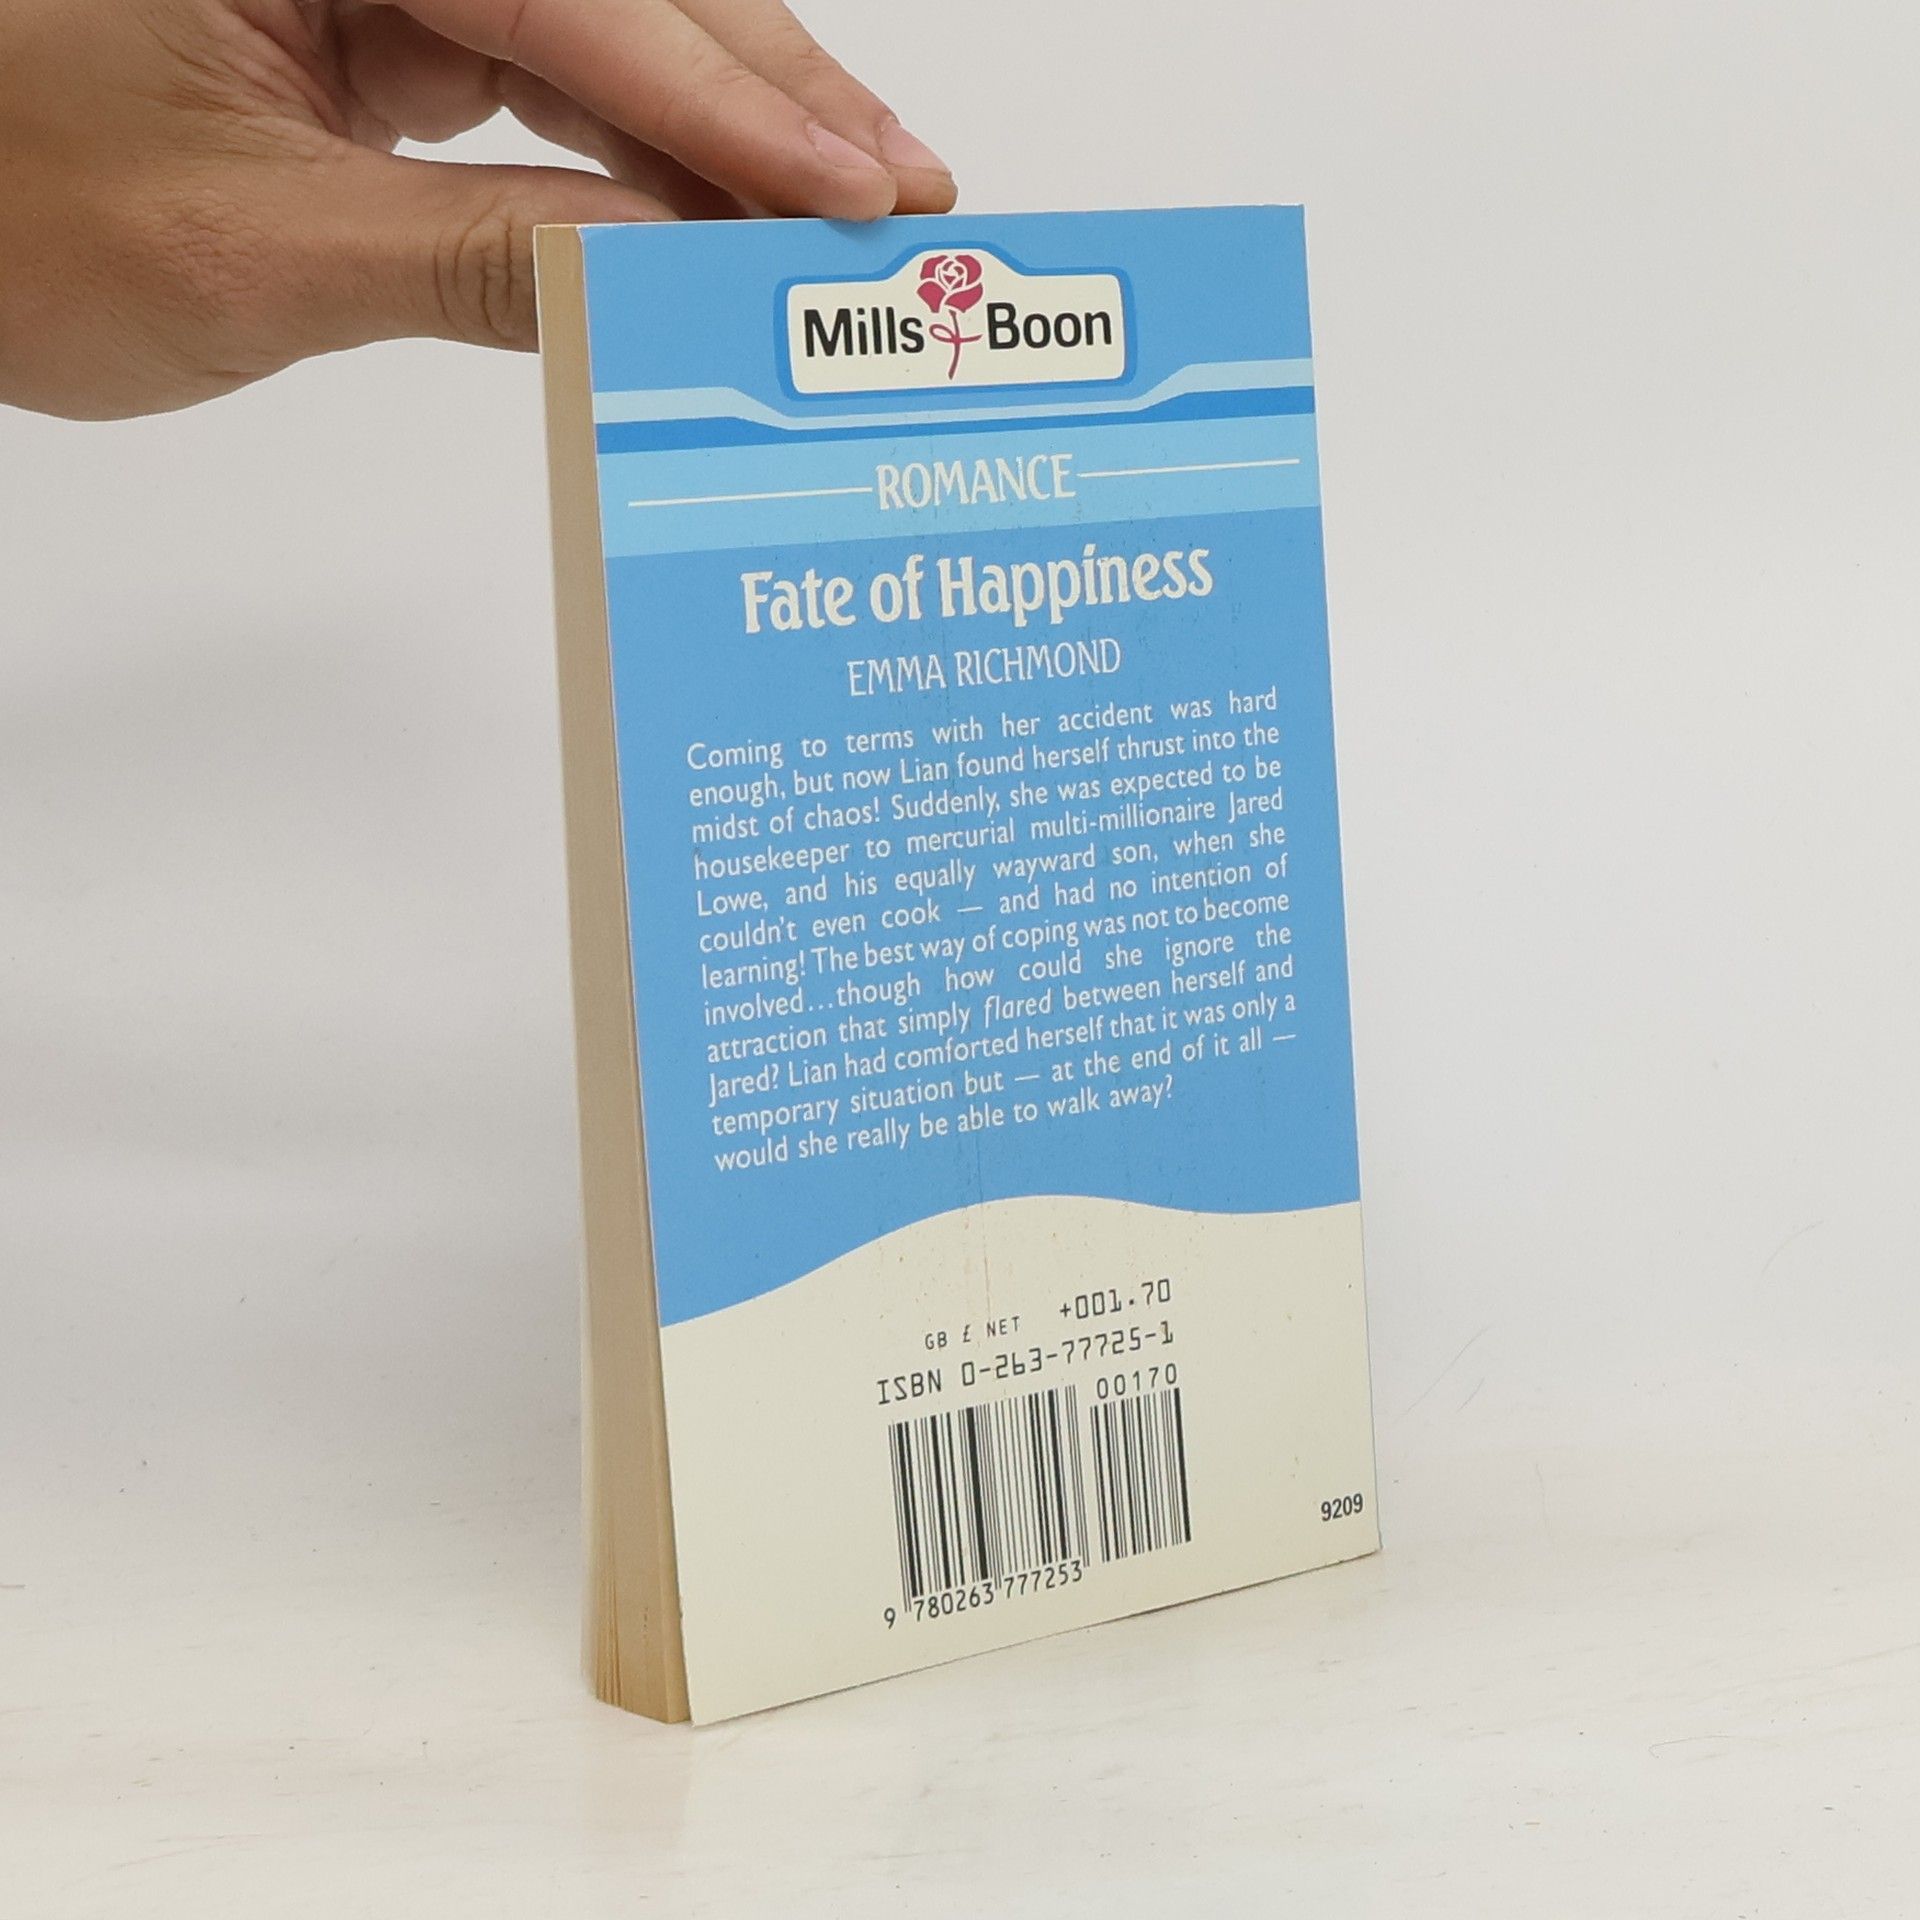 Mills & Boon
ROMANCE
Fate of Happiness
EMMA RICHMOND
Coming to terms with her accident was hard
enough, but now Lian found herself thrust into the
midst of chaos! Suddenly, she was expected to be
housekeeper to mercurial multi-millionaire Jared
Lowe, and his equally wayward son, when she
couldn't even cook — and had no intention of
learning! The best way of coping was not to become
involved...though how could she ignore the
attraction that simply flared between herself and
Jared? Lian had comforted herself that it was only a
temporary situation but — at the end of it all —
would she really be able to walk away?
GB £ NET +001.70
ISBN 0-263-77725-1
00170
9 780263 777253
9209